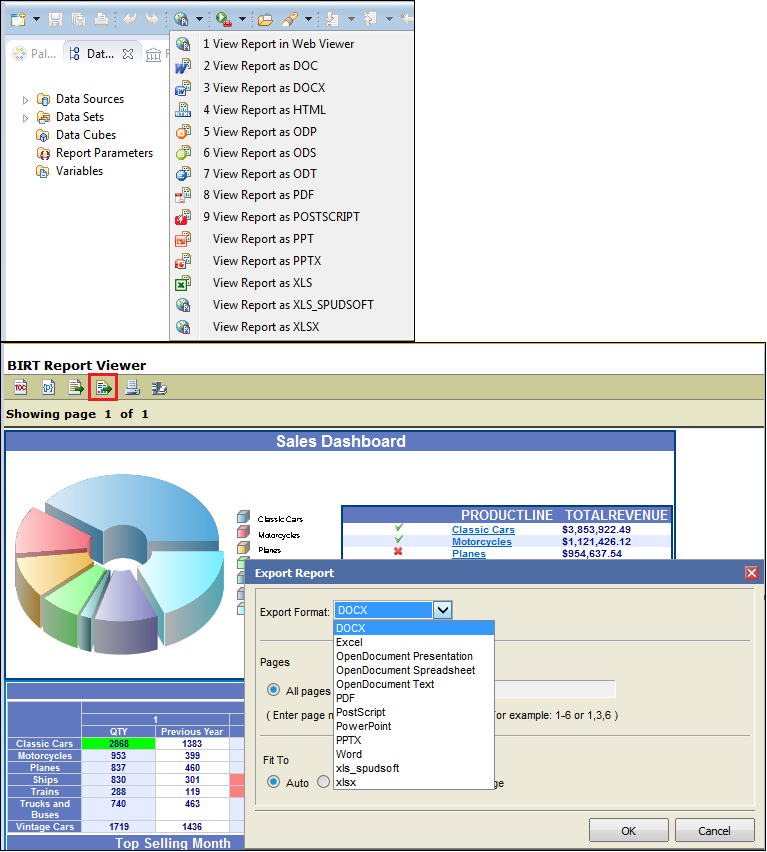 Pal...
Dat...
1 View Report in Web Viewer
2 View Report as DOC
3 View Report as DOCX
4 View Report as HTML
5 View Report as ODP
6 View Report as ODS
7 View Report as ODT
8 View Report as PDF
9 View Report as POSTSCRIPT
View Report as PPT
View Report as PPTX
View Report as XLS
View Report as XLS_SPUDSOFT
View Report as XLSX
Data Sources
Data Sets
Data Cubes
Report Parameters
Variables
BIRT Report Viewer
TOC
Showing page 1 of 1
Sales Dashboard
Classic Cars
Motorcycles
Planes
PRODUCTLINE TOTALREVENUE
Classic Cars $3,853,922.49
Motorcycles $1,121,426.12
Planes $954,637.54
Export Report
Export Format: DOCX
DOCX
Excel
OpenDocument Presentation
OpenDocument Spreadsheet
OpenDocument Text
PDF
PostScript
PowerPoint
PPTX
Word
xls_spudsoft
xlsx
Pages
All pages
( Enter page n
for example: 1-6 or 1,3,6 )
Fit To
Auto
ge
OK Cancel
1
QTY Previous Year
Classic Cars 2868 1383
Motorcycles 953 399
Planes 837 460
Ships 830 301
Trains 288 119
Trucks and
Buses 740 463
Vintage Cars 1719 1436
Top Selling Month